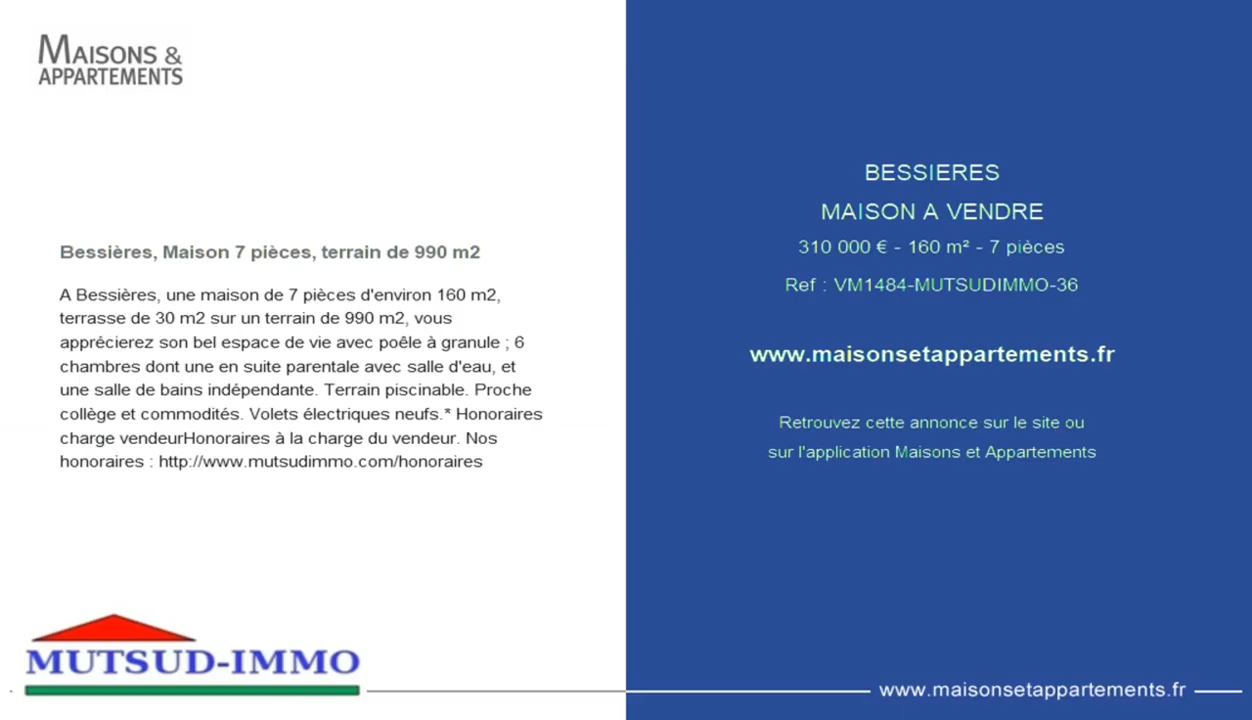 MAISONS &
APPARTEMENTS
Bessières, Maison 7 pièces, terrain de 990 m2
A Bessières, une maison de 7 pièces d'environ 160 m2,
terrasse de 30 m2 sur un terrain de 990 m2, vous
apprécierez son bel espace de vie avec poêle à granule ; 6
chambres dont une en suite parentale avec salle d'eau, et
une salle de bains indépendante. Terrain piscinable. Proche
collège et commodités. Volets électriques neufs.* Honoraires
charge vendeurHonoraires à la charge du vendeur. Nos
honoraires : http://www.mutsudimmo.com/honoraires
MUTSUD-IMMO
BESSIERES
MAISON A VENDRE
310 000 € - 160 m² - 7 pièces
Ref : VM1484-MUTSUDIMMO-36
www.maisonsetappartements.fr
Retrouvez cette annonce sur le site ou
sur l'application Maisons et Appartements
www.maisonsetappartements.fr